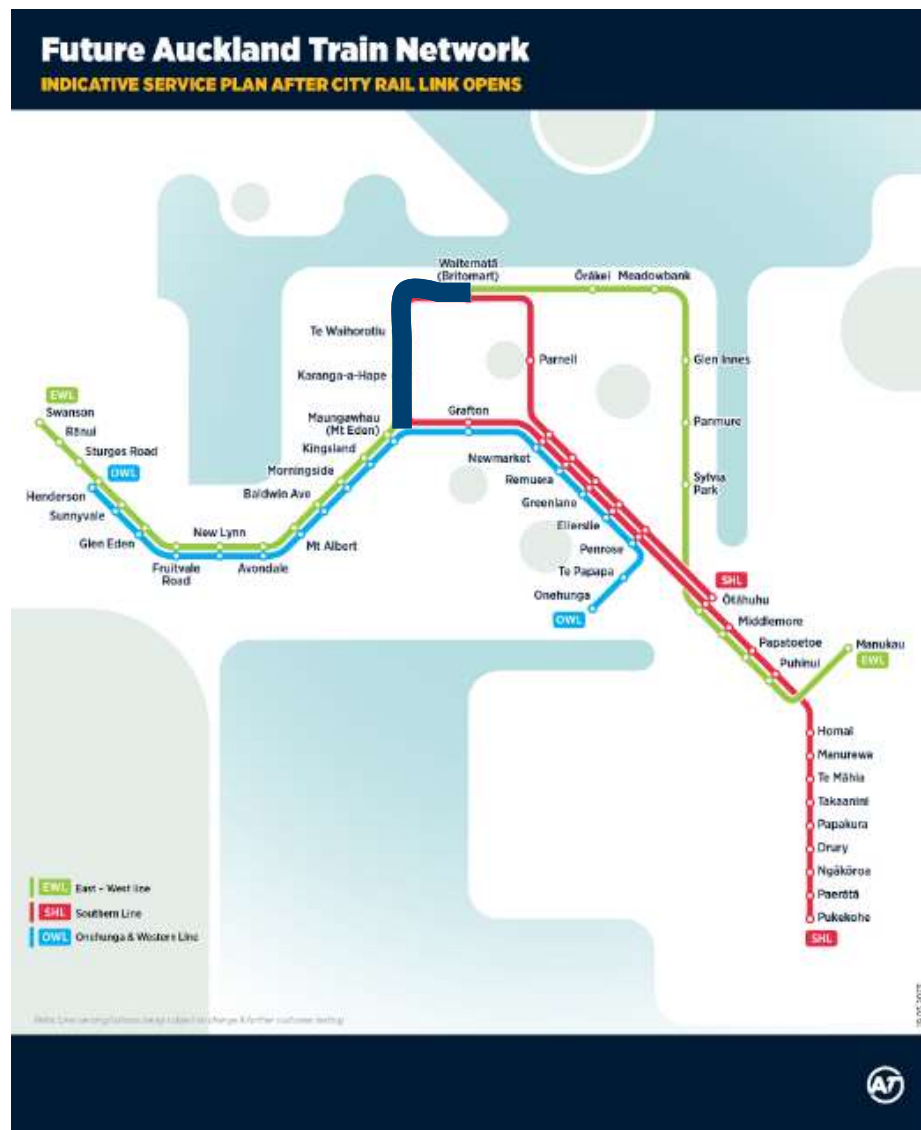 Future Auckland Train Network
INDICATIVE SERVICE PLAN AFTER CITY RAIL LINK OPENS
Waitematā
(Britomart)
Ōrākei
Meadowbank
Te Waihorotiu
Parnell
Glen Innes
Karanga-a-Hape
EWL
Swanson
Rānui
Sturges Road
OWL
Maungawhau
(Mt Eden)
Grafton
Panmure
Kingsland
Newmarket
Morningside
Remuera
Sylvia
Park
Henderson
Baldwin Ave
Greenlane
Sunnyvale
New Lynn
Ellerslie
Glen Eden
Mt Albert
Penrose
Fruitvale
Road
Avondale
Te Papapa
SHL
Onehunga
Ōtāhuhu
OWL
Middlemore
Papatoetoe
Manukau
EWL
Puhinui
Homai
Manurewa
Te Māhia
Takaanini
Papakura
Drury
Ngākōroa
Paerātā
Pukekohe
SHL
EWL East - West line
SHL Southern Line
OWL Onehunga & Western Line
AT